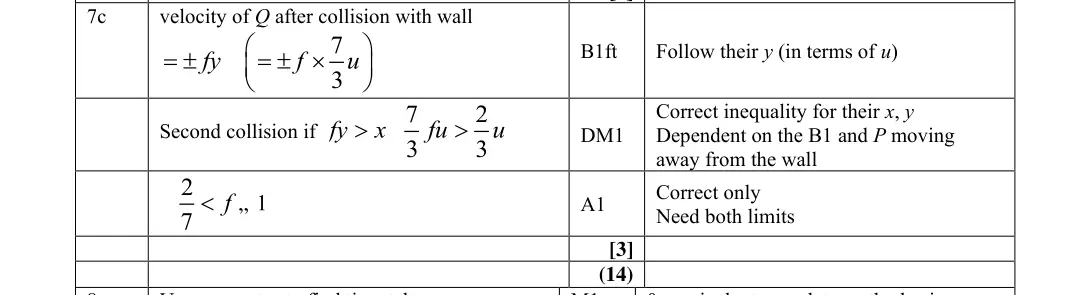 7c
velocity of Q after collision with wall
= ± fy (= ± f × 7/3 u)
B1ft
Follow their y (in terms of u)
Second collision if fy > x 7/3 fu > 2/3 u
DM1
Correct inequality for their x, y
Dependent on the B1 and P moving
away from the wall
2/7 < f „ 1
A1
Correct only
Need both limits
[3]
(14)